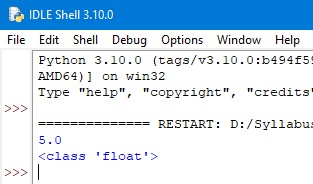 IDLE Shell 3.10.0
File Edit Shell Debug Options Window Help
Python 3.10.0 (tags/v3.10.0:b494f59
AMD64)] on win32
Type "help", "copyright", "credits"
>>>
============== RESTART: D:/Syllabus
5.0
<class 'float'>
>>>